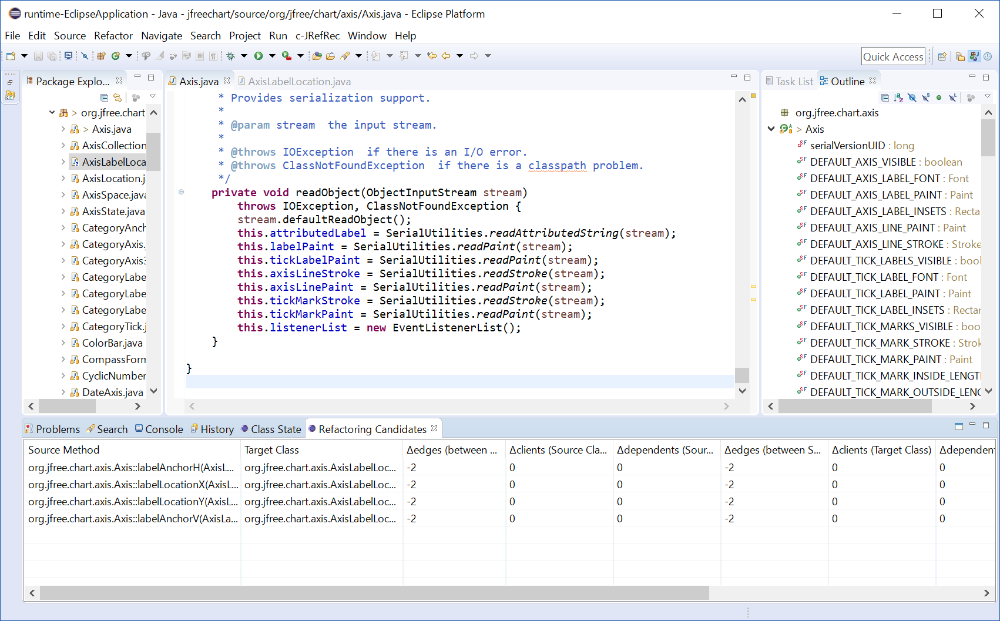 runtime-EclipseApplication - Java - jfreechart/source/org/jfree/chart/axis/Axis.java - Eclipse Platform
File Edit Source Refactor Navigate Search Project Run c-JRefRec Window Help
Quick Access
Package Explo...
> org.jfree.chart
> Axis.java
AxisCollection
AxisLabelLoca
AxisLocation.j
AxisSpace.java
AxisState.java
CategoryAnch
CategoryAxis.
CategoryAxis3
CategoryLabe
CategoryLabe
CategoryLabe
CategoryTick.j
ColorBar.java
CompassForm
CyclicNumber
DateAxis.java
Axis.java AxisLabelLocation.java
* Provides serialization support.
*
* @param stream  the input stream.
*
* @throws IOException  if there is an I/O error.
* @throws ClassNotFoundException  if there is a classpath problem.
*/
private void readObject(ObjectInputStream stream)
throws IOException, ClassNotFoundException {
stream.defaultReadObject();
this.attributedLabel = SerialUtilities.readAttributedString(stream);
this.labelPaint = SerialUtilities.readPaint(stream);
this.tickLabelPaint = SerialUtilities.readPaint(stream);
this.axisLineStroke = SerialUtilities.readStroke(stream);
this.axisLinePaint = SerialUtilities.readPaint(stream);
this.tickMarkStroke = SerialUtilities.readStroke(stream);
this.tickMarkPaint = SerialUtilities.readPaint(stream);
this.listenerList = new EventListenerList();
}
}
Task List Outline
org.jfree.chart.axis
> Axis
serialVersionUID : long
DEFAULT_AXIS_VISIBLE : boolean
DEFAULT_AXIS_LABEL_FONT : Font
DEFAULT_AXIS_LABEL_PAINT : Paint
DEFAULT_AXIS_LABEL_INSETS : Recta
DEFAULT_AXIS_LINE_PAINT : Paint
DEFAULT_AXIS_LINE_STROKE : Stroke
DEFAULT_TICK_LABELS_VISIBLE : bool
DEFAULT_TICK_LABEL_FONT : Font
DEFAULT_TICK_LABEL_PAINT : Paint
DEFAULT_TICK_LABEL_INSETS : Rectan
DEFAULT_TICK_MARKS_VISIBLE : boo
DEFAULT_TICK_MARK_STROKE : Strok
DEFAULT_TICK_MARK_PAINT : Paint
DEFAULT_TICK_MARK_INSIDE_LENGT
DEFAULT_TICK_MARK_OUTSIDE_LENG
Problems Search Console History Class State Refactoring Candidates
Source Method Target Class Δedges (between ... Δclients (Source Cla... Δdependents (Sour... Δedges (between S... Δclients (Target Class) Δdependent
org.jfree.chart.axis.Axis::labelAnchorH(AxisL... org.jfree.chart.axis.AxisLabelLoc... -2 0 0 -2 0 0
org.jfree.chart.axis.Axis::labelLocationX(AxisL... org.jfree.chart.axis.AxisLabelLoc... -2 0 0 -2 0 0
org.jfree.chart.axis.Axis::labelLocationY(AxisL... org.jfree.chart.axis.AxisLabelLoc... -2 0 0 -2 0 0
org.jfree.chart.axis.Axis::labelAnchorV(AxisLa... org.jfree.chart.axis.AxisLabelLoc... -2 0 0 -2 0 0